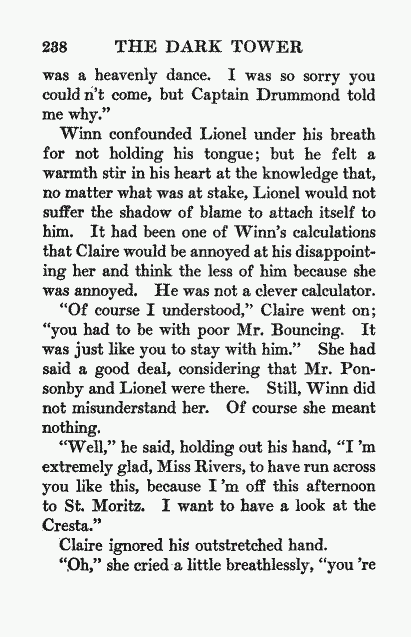 238 THE DARK TOWER
was a heavenly dance. I was so sorry you
could n't come, but Captain Drummond told
me why."
Winn confounded Lionel under his breath
for not holding his tongue; but he felt a
warmth stir in his heart at the knowledge that,
no matter what was at stake, Lionel would not
suffer the shadow of blame to attach itself to
him. It had been one of Winn's calculations
that Claire would be annoyed at his disappoint-
ing her and think the less of him because she
was annoyed. He was not a clever calculator.
"Of course I understood," Claire went on;
"you had to be with poor Mr. Bouncing. It
was just like you to stay with him." She had
said a good deal, considering that Mr. Pon-
sonby and Lionel were there. Still, Winn did
not misunderstand her. Of course she meant
nothing.
"Well," he said, holding out his hand, "I 'm
extremely glad, Miss Rivers, to have run across
you like this, because I 'm off this afternoon
to St. Moritz. I want to have a look at the
Cresta."
Claire ignored his outstretched hand.
"Oh," she cried a little breathlessly, "you 're